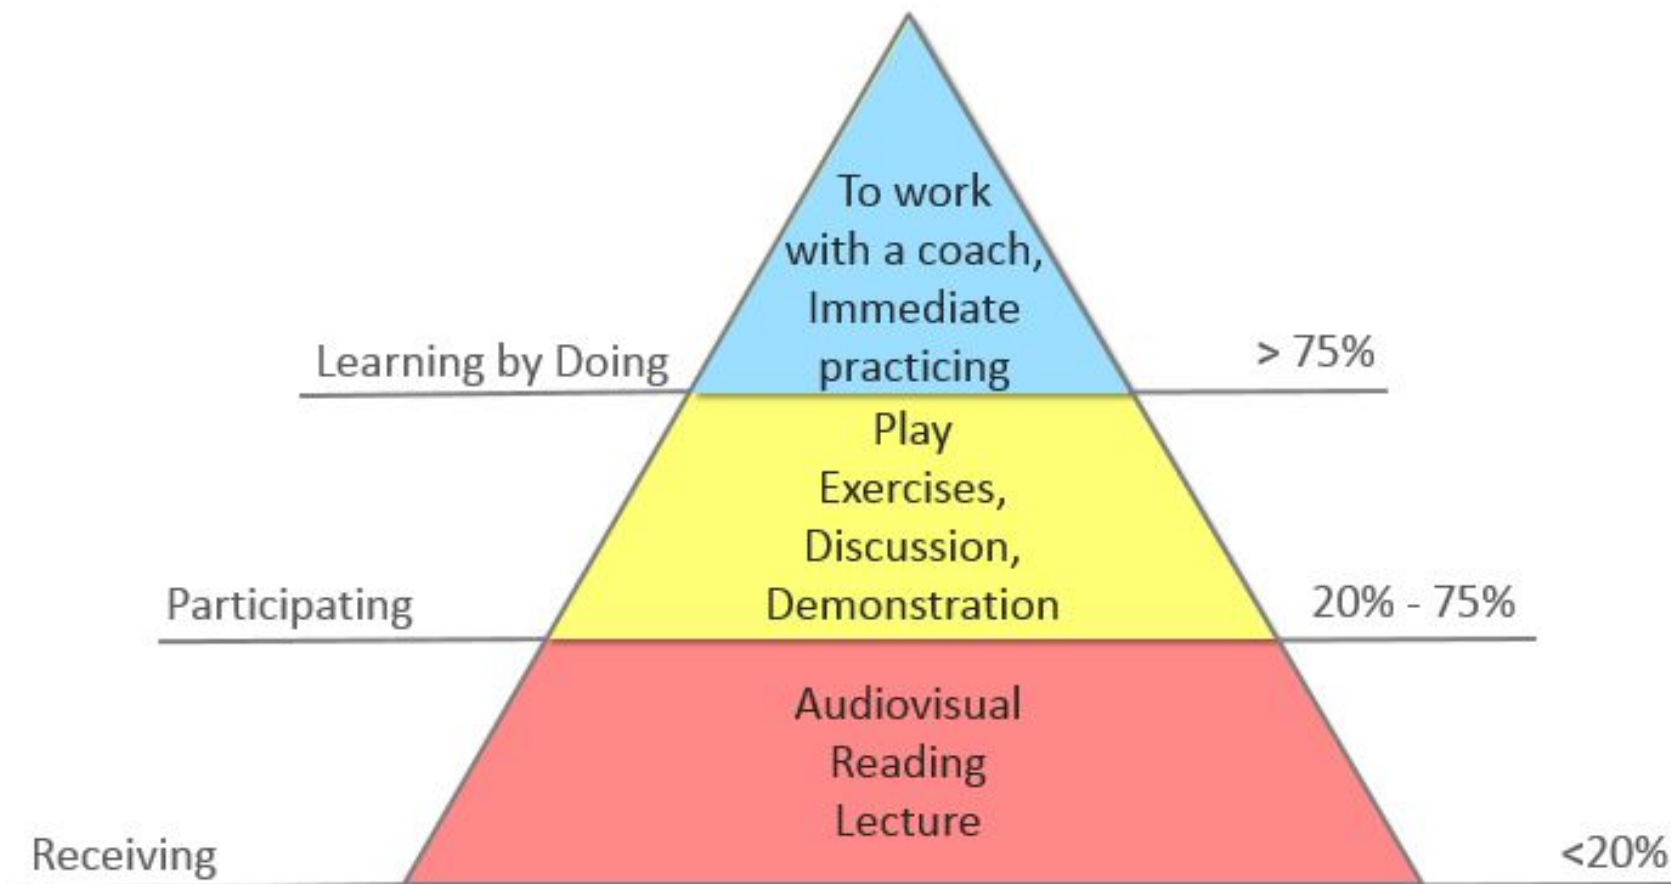 To work
with a coach,
Immediate
practicing
Learning by Doing
> 75%
Play
Exercises,
Discussion,
Demonstration
Participating
20% - 75%
Audiovisual
Reading
Lecture
Receiving
<20%